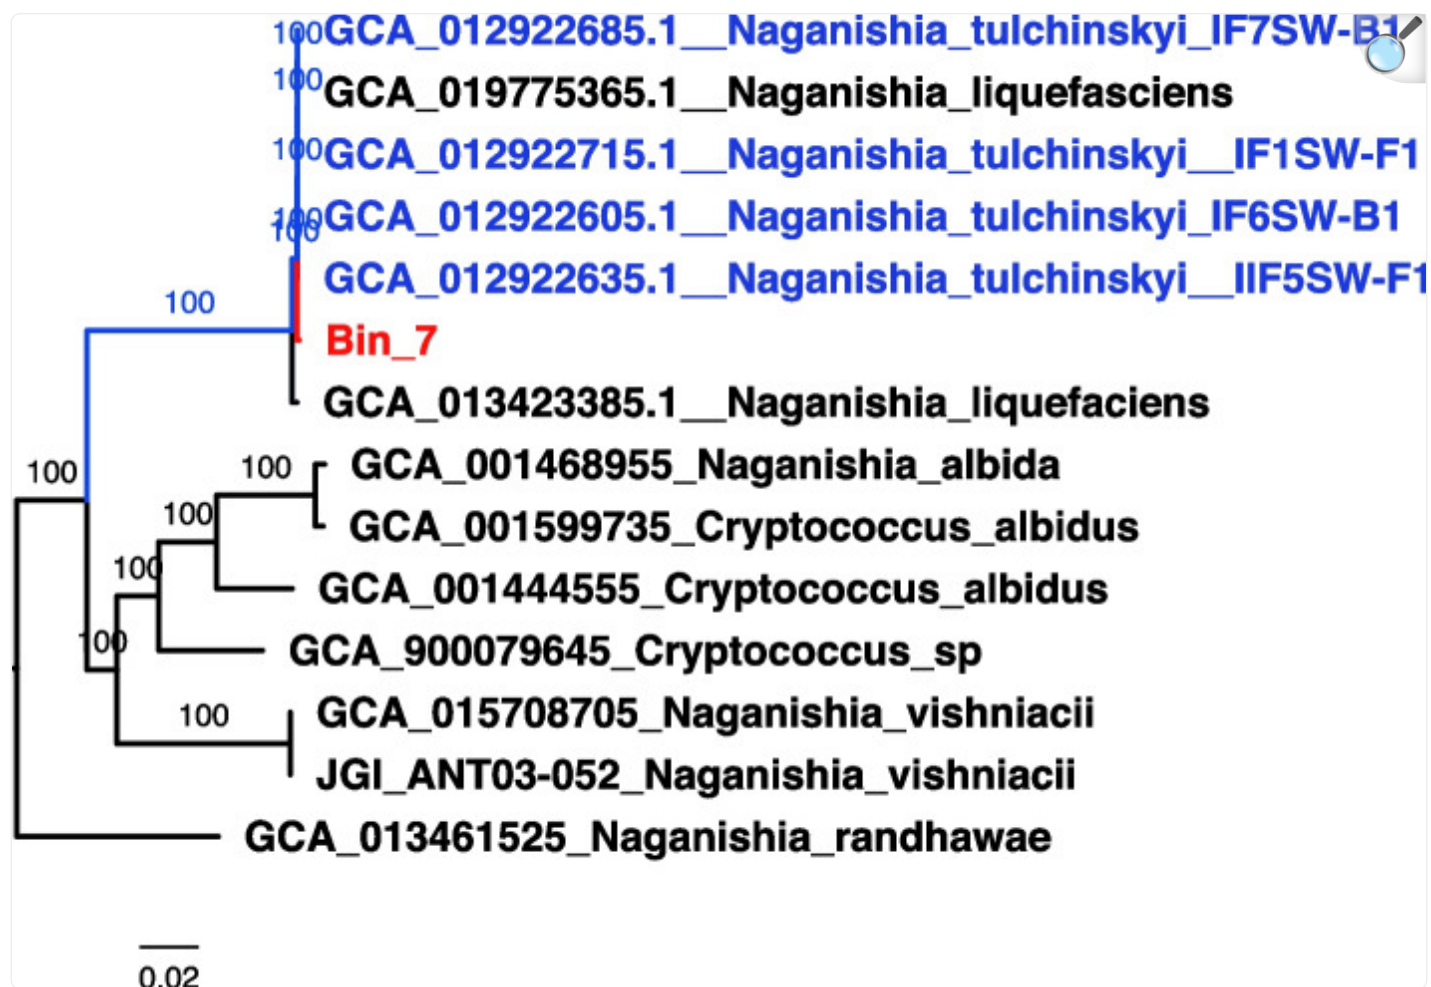 100 GCA_012922685.1__Naganishia_tulchinskyi_IF7SW-B1
100 GCA_019775365.1__Naganishia_liquefasciens
100 GCA_012922715.1__Naganishia_tulchinskyi__IF1SW-F1
100 GCA_012922605.1__Naganishia_tulchinskyi_IF6SW-B1
100
GCA_012922635.1__Naganishia_tulchinskyi__IIF5SW-F1
100
Bin_7
GCA_013423385.1__Naganishia_liquefaciens
100 100 GCA_001468955_Naganishia_albida
100 GCA_001599735_Cryptococcus_albidus
100 GCA_001444555_Cryptococcus_albidus
100 GCA_900079645_Cryptococcus_sp
100 GCA_015708705_Naganishia_vishniacii
JGI_ANT03-052_Naganishia_vishniacii
GCA_013461525_Naganishia_randhawae
0.02